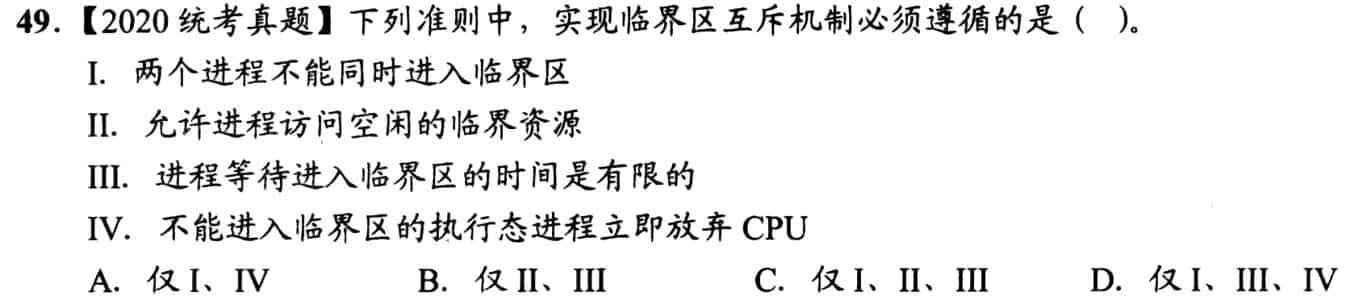 49.【2020 统考真题】下列准则中，实现临界区互斥机制必须遵循的是（ ）。
I. 两个进程不能同时进入临界区
II. 允许进程访问空闲的临界资源
III. 进程等待进入临界区的时间是有限的
IV. 不能进入临界区的执行态进程立即放弃 CPU
A. 仅 I、IV B. 仅 II、III C. 仅 I、II、III D. 仅 I、III、IV